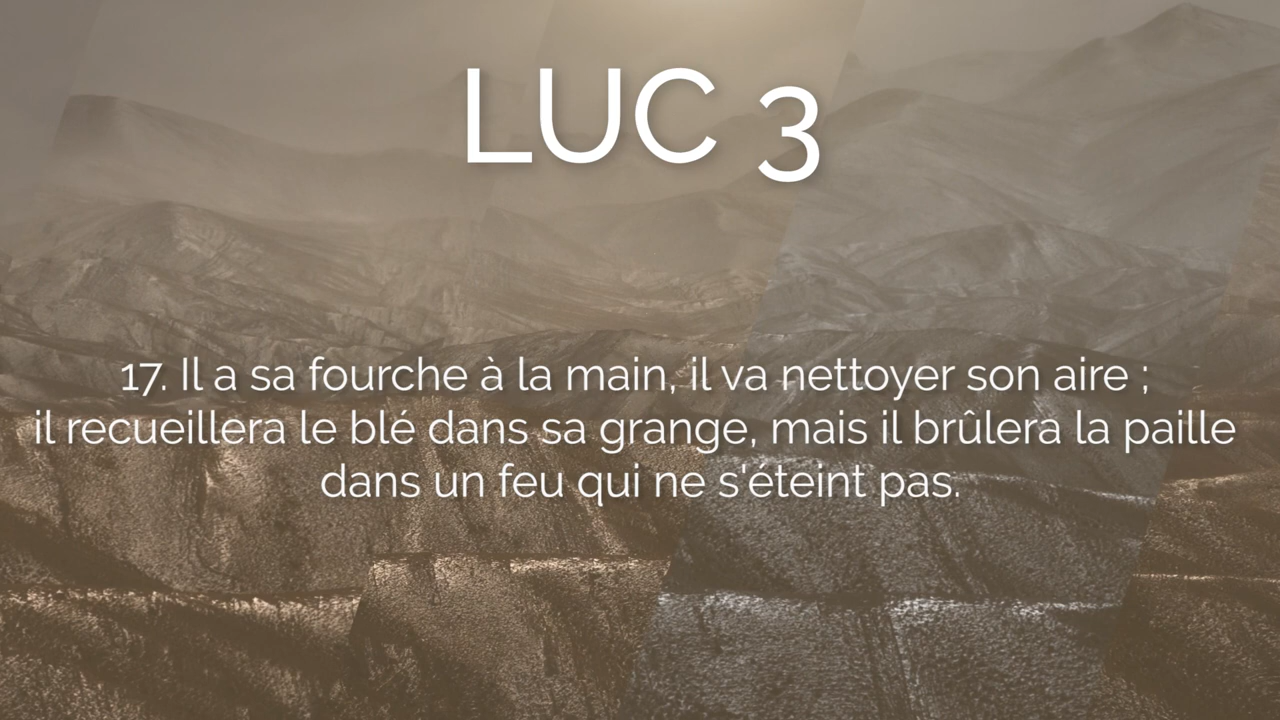 LUC 3
17. Il a sa fourche à la main, il va nettoyer son aire ;
il recueillera le blé dans sa grange, mais il brûlera la paille
dans un feu qui ne s'éteint pas.